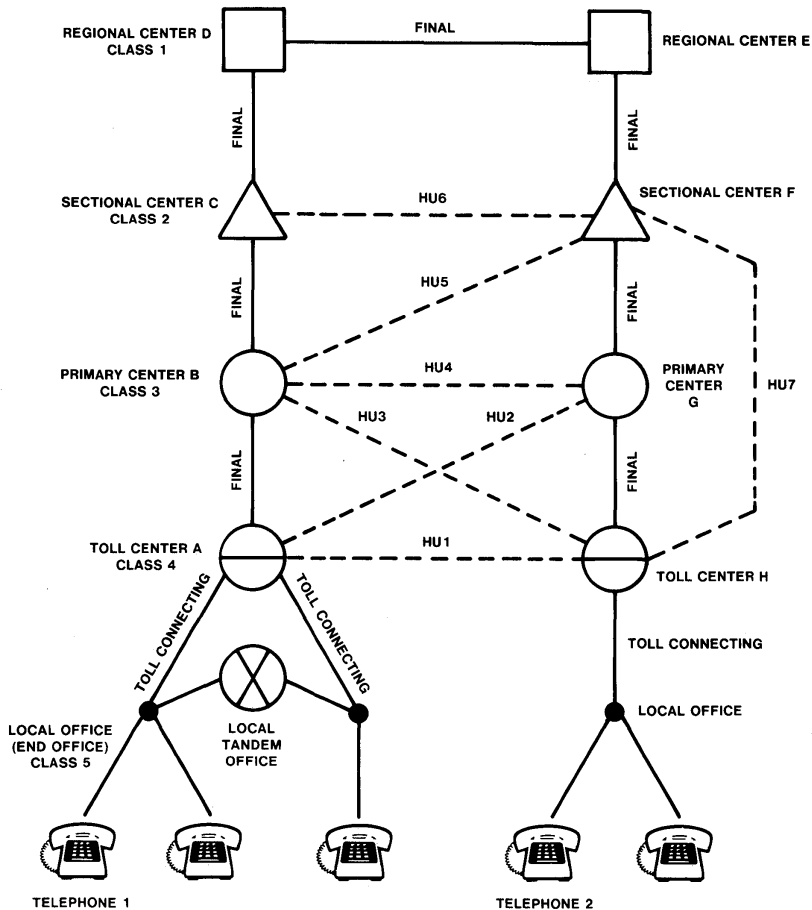 REGIONAL CENTER D
CLASS 1
FINAL
REGIONAL CENTER E
FINAL
FINAL
SECTIONAL CENTER C
CLASS 2
HU6
SECTIONAL CENTER F
HU5
FINAL
FINAL
PRIMARY CENTER B
CLASS 3
HU4
PRIMARY
CENTER
G
HU7
HU3
HU2
FINAL
FINAL
TOLL CENTER A
CLASS 4
HU1
TOLL CENTER H
TOLL CONNECTING
TOLL CONNECTING
TOLL CONNECTING
LOCAL OFFICE
(END OFFICE)
CLASS 5
LOCAL
TANDEM
OFFICE
LOCAL OFFICE
TELEPHONE 1
TELEPHONE 2